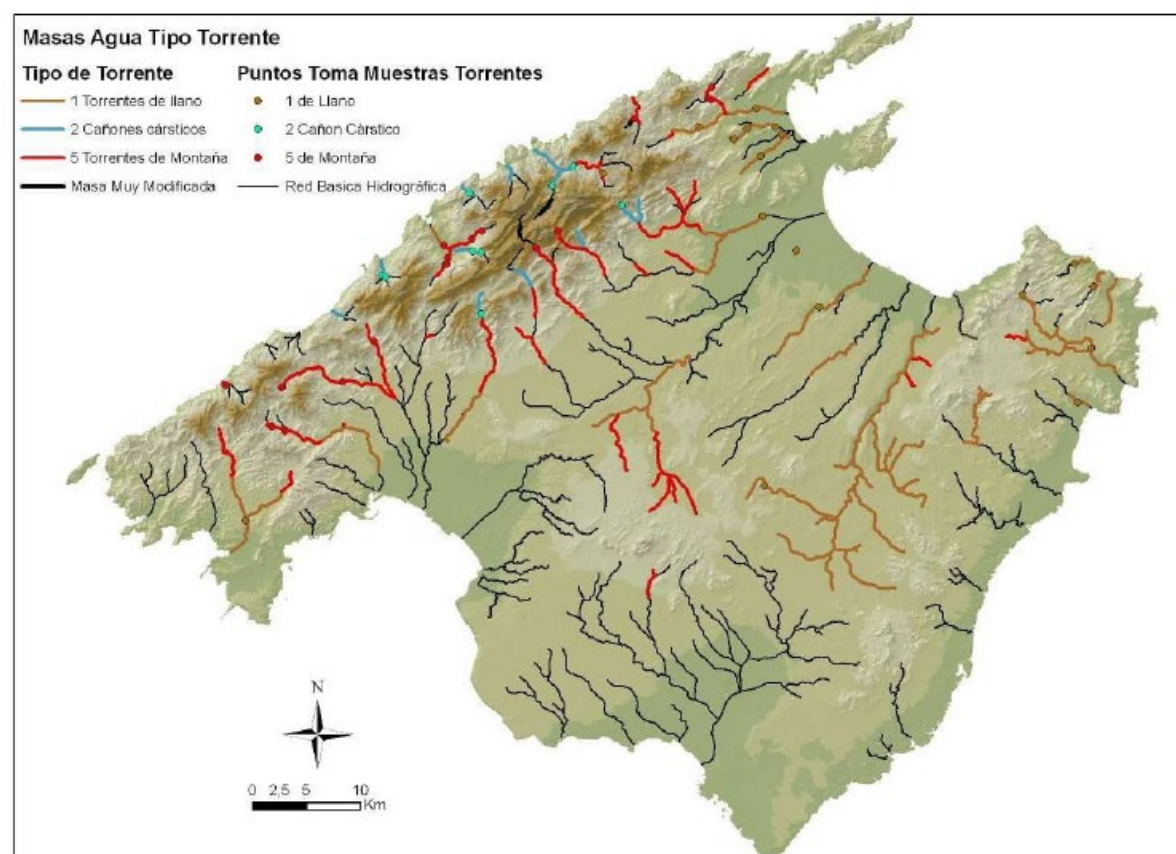 Masas Agua Tipo Torrente
Tipo de Torrente Puntos Toma Muestras Torrentes
1 Torrentes de llano 1 de Llano
2 Cañones cársticos 2 Cañon Cárstico
5 Torrentes de Montaña 5 de Montaña
Masa Muy Modificada Red Basica Hidrográfica
N
0 2,5 5 10
Km